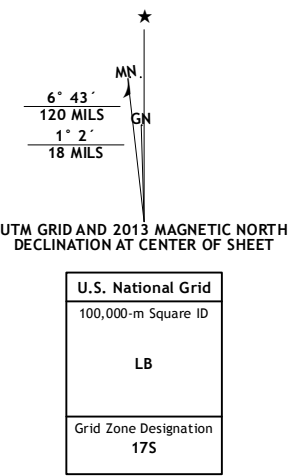 ★
MN
GN
6° 43´
120 MILS
1° 2´
18 MILS
UTM GRID AND 2013 MAGNETIC NORTH
DECLINATION AT CENTER OF SHEET
U.S. National Grid
100,000-m Square ID
LB
Grid Zone Designation
17S